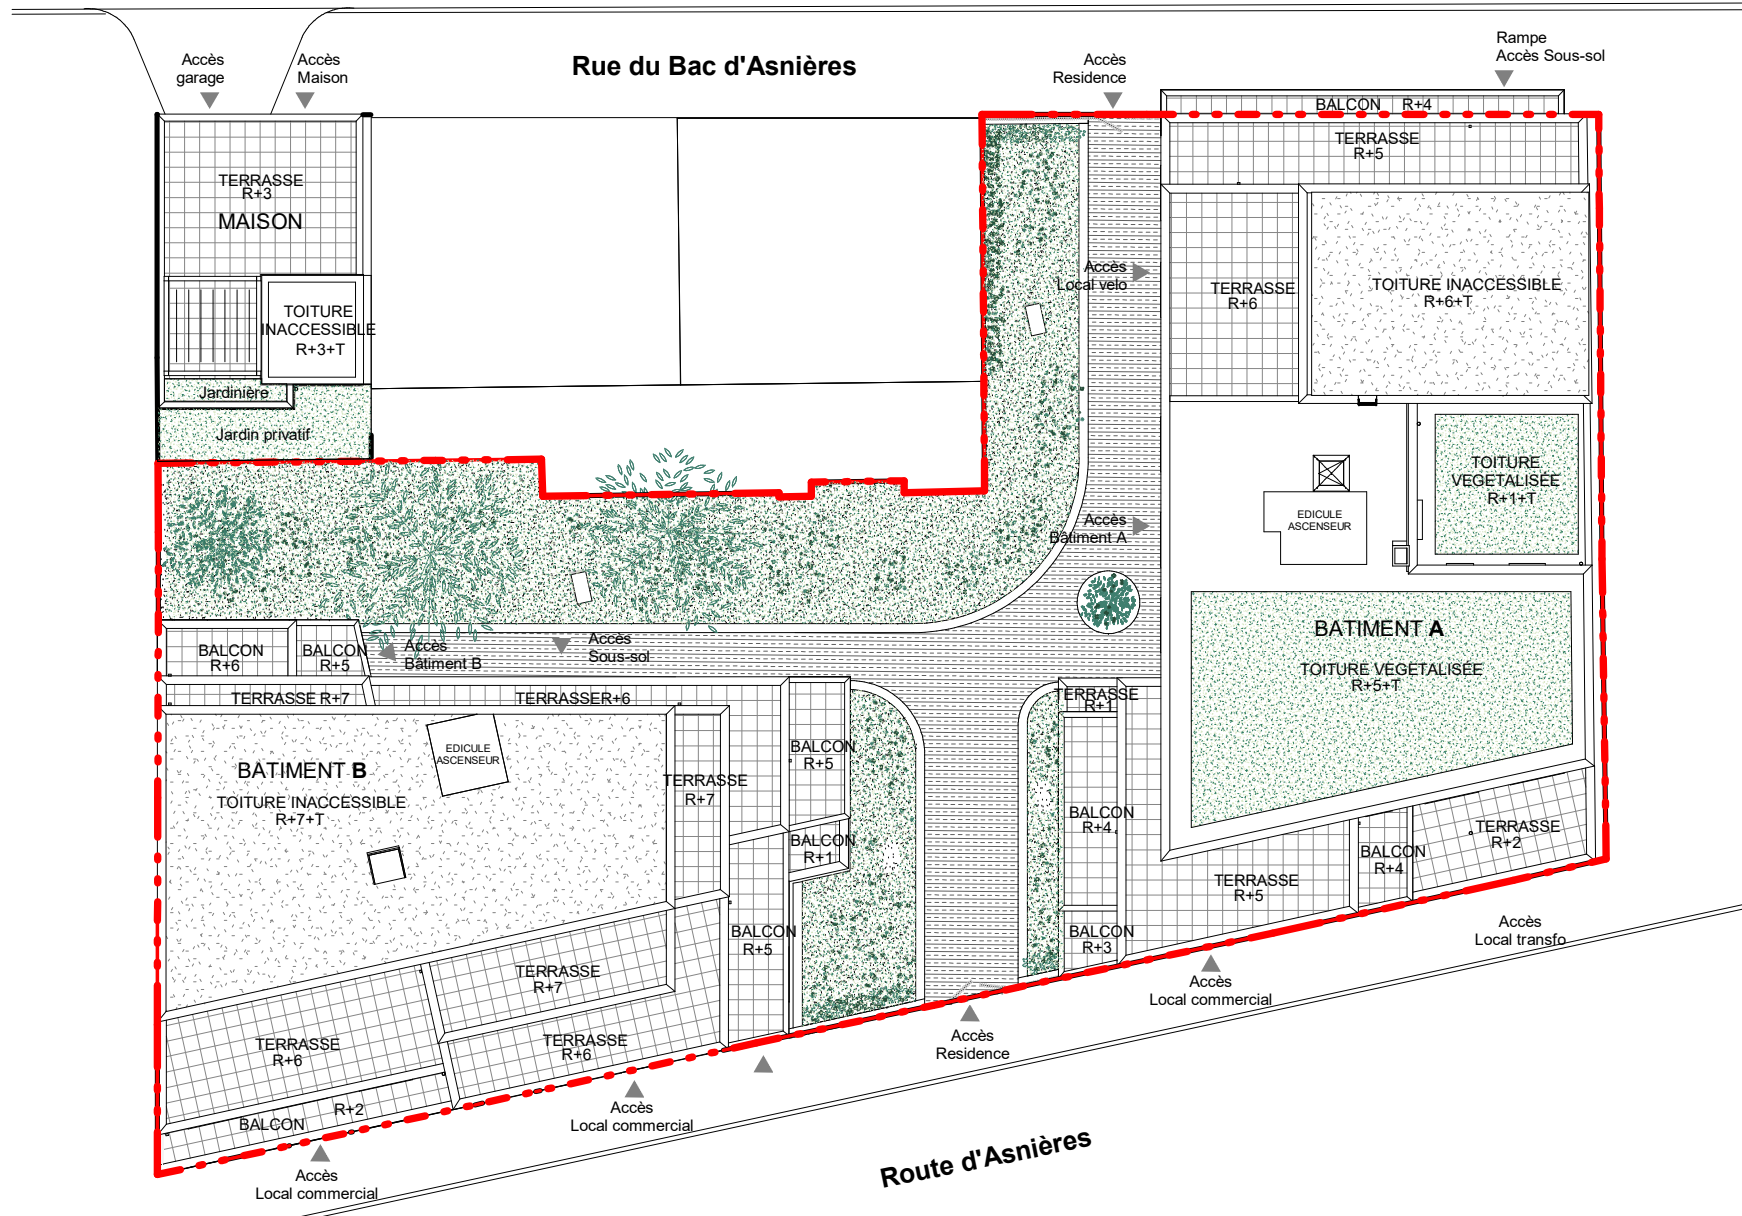 Rue du Bac d'Asnières
Accès
garage
Accès
Maison
Accès
Residence
Rampe
Accès Sous-sol
BALCON R+4
TERRASSE
R+5
TERRASSE
R+3
MAISON
TOITURE
INACCESSIBLE
R+3+T
Jardinière
Jardin privatif
Accès
Local velo
TERRASSE
R+6
TOITURE INACCESSIBLE
R+6+T
TOITURE
VEGETALISÉE
R+1+T
EDICULE
ASCENSEUR
Accès
Bâtiment A
BATIMENT A
TOITURE VEGETALISÉE
R+5+T
BALCON
R+6
BALCON
R+5
Accès
Bâtiment B
Accès
Sous-sol
TERRASSE R+7
TERRASSER+6
TERRASSE
R+1
EDICULE
ASCENSEUR
BATIMENT B
TOITURE INACCESSIBLE
R+7+T
TERRASSE
R+7
BALCON
R+5
BALCON
R+1
BALCON
R+4
BALCON
R+5
BALCON
R+3
TERRASSE
R+5
BALCON
R+4
TERRASSE
R+2
TERRASSE
R+7
TERRASSE
R+6
TERRASSE
R+6
BALCON
R+2
Accès
Local transfo
Accès
Local commercial
Accès
Residence
Accès
Local commercial
Accès
Local commercial
Route d'Asnières